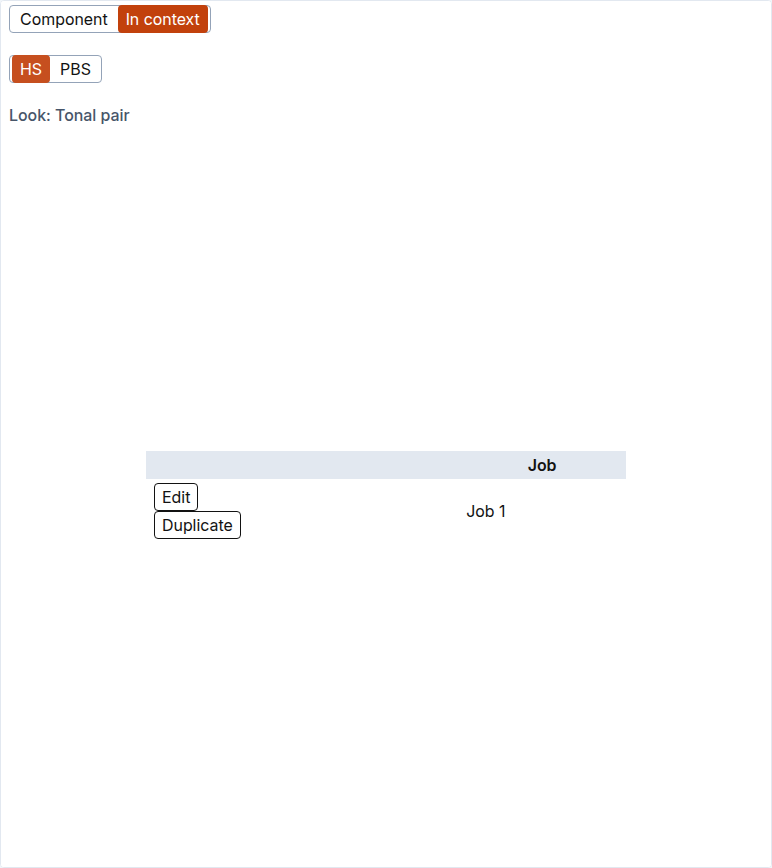 Component In context
HS PBS
Look: Tonal pair
Job
Edit
Job 1
Duplicate